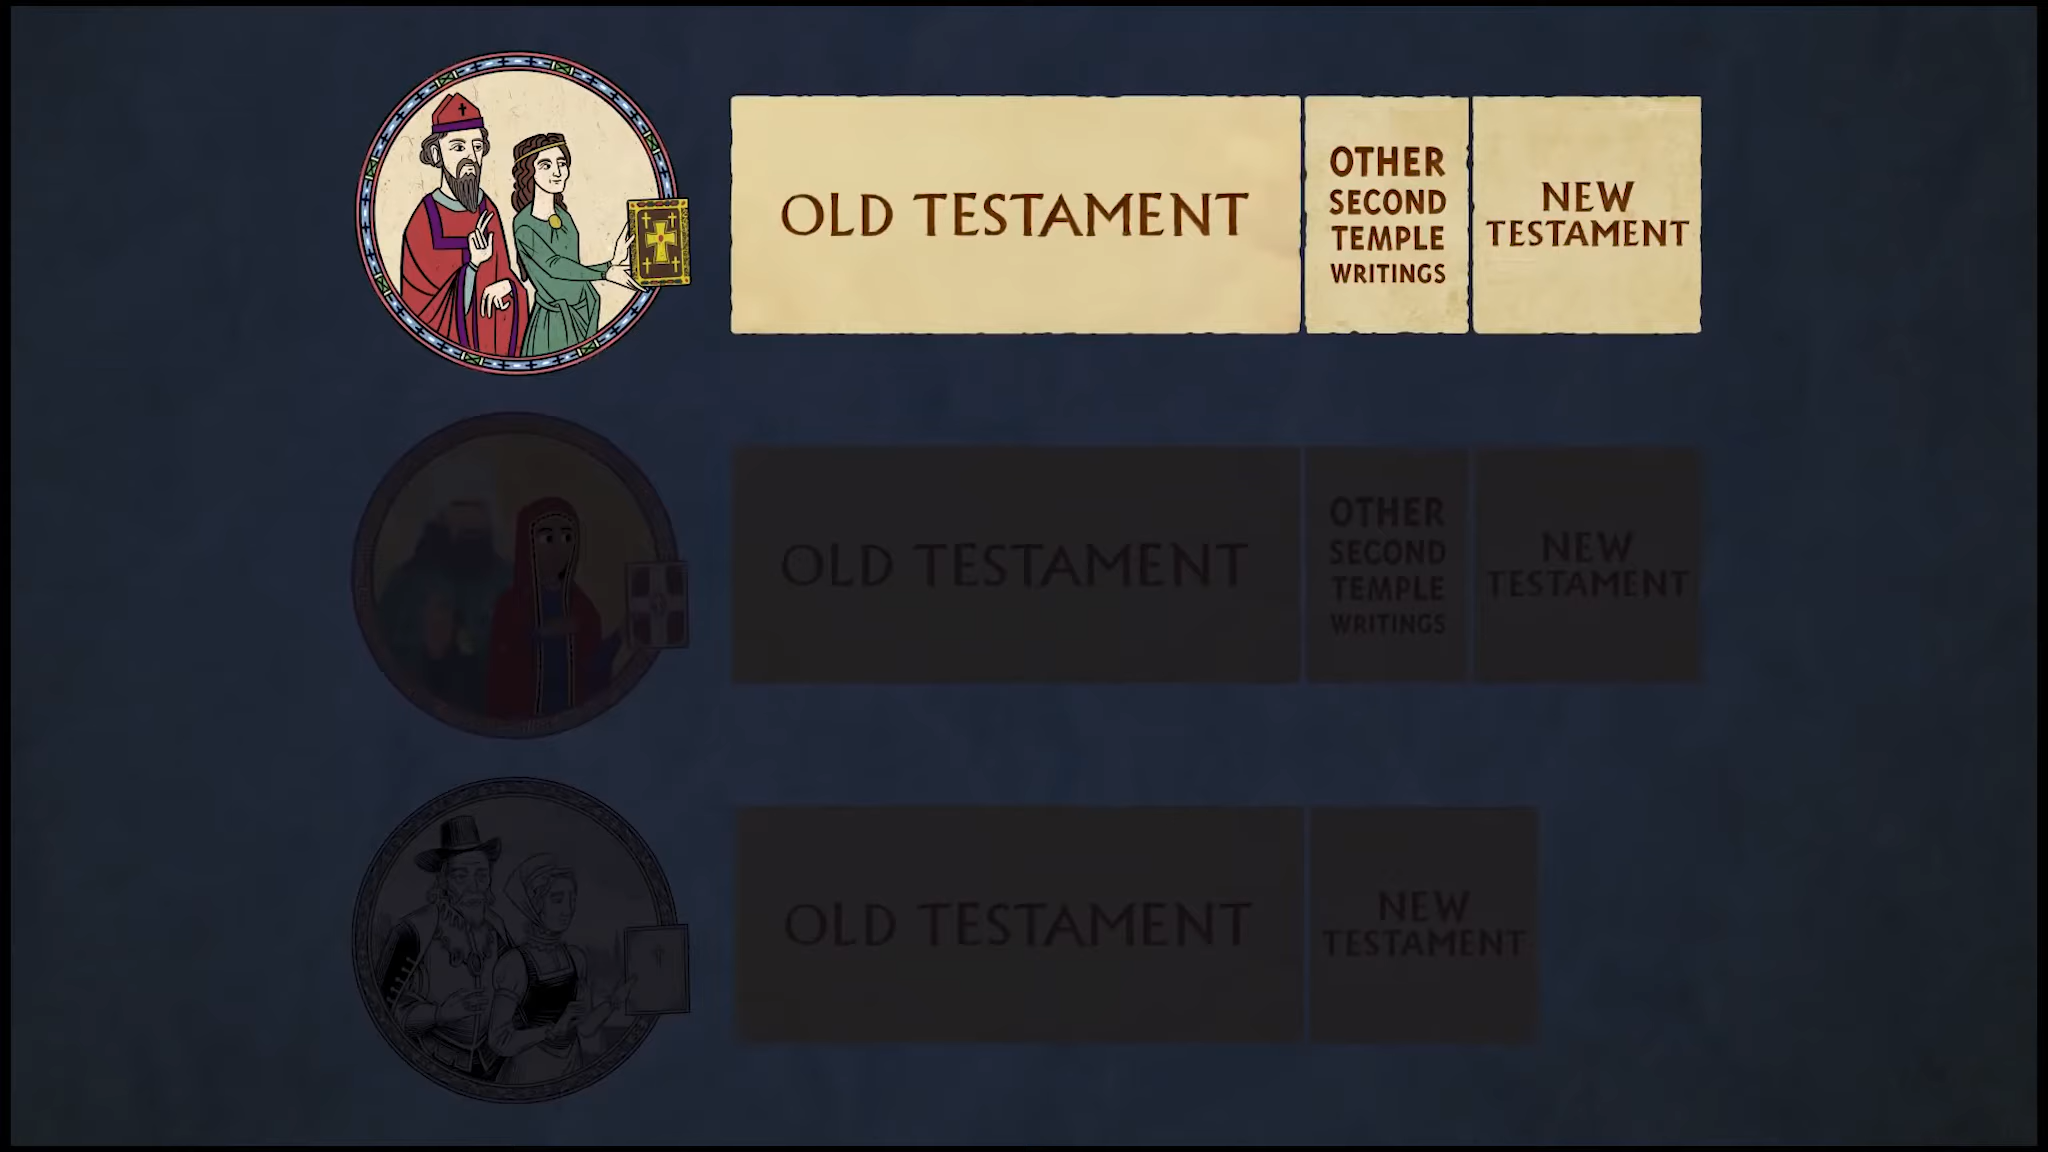 OLD TESTAMENT
OTHER
SECOND
TEMPLE
WRITINGS
NEW
TESTAMENT
OLD TESTAMENT
OTHER
SECOND
TEMPLE
WRITINGS
NEW
TESTAMENT
OLD TESTAMENT
NEW
TESTAMENT